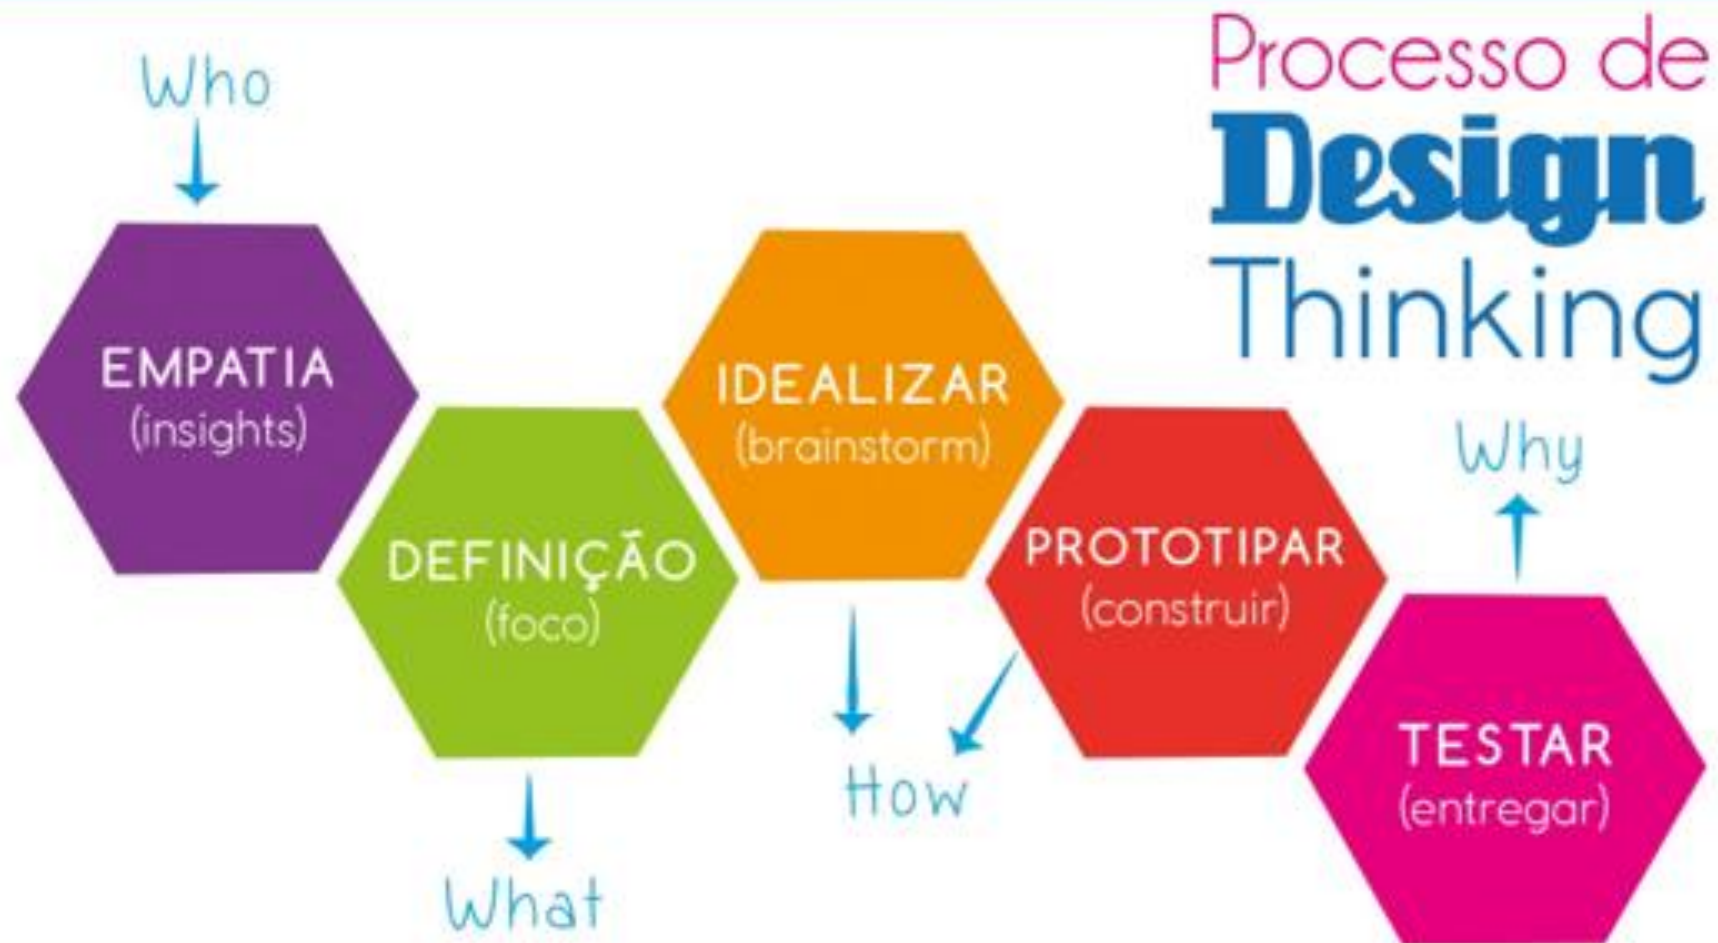 Processo de
Design
Thinking
Who
EMPATIA
(insights)
DEFINIÇÃO
(foco)
What
IDEALIZAR
(brainstorm)
How
PROTOTIPAR
(construir)
Why
TESTAR
(entregar)